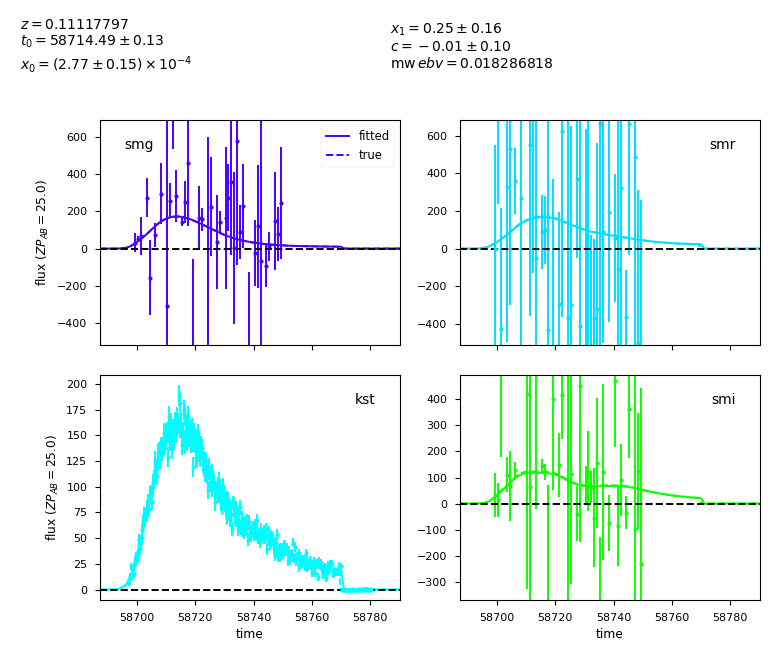 z = 0.11117797
t₀ = 58714.49 ± 0.13
x₀ = (2.77 ± 0.15) × 10⁻⁴
x₁ = 0.25 ± 0.16
c = −0.01 ± 0.10
mw ebv = 0.018286818
smg
fitted
true
flux (ZP_AB = 25.0)
600
400
200
0
−200
−400
smr
600
400
200
0
−200
−400
kst
flux (ZP_AB = 25.0)
200
175
150
125
100
75
50
25
0
58700 58720 58740 58760 58780
time
smi
400
300
200
100
0
−100
−200
−300
58700 58720 58740 58760 58780
time